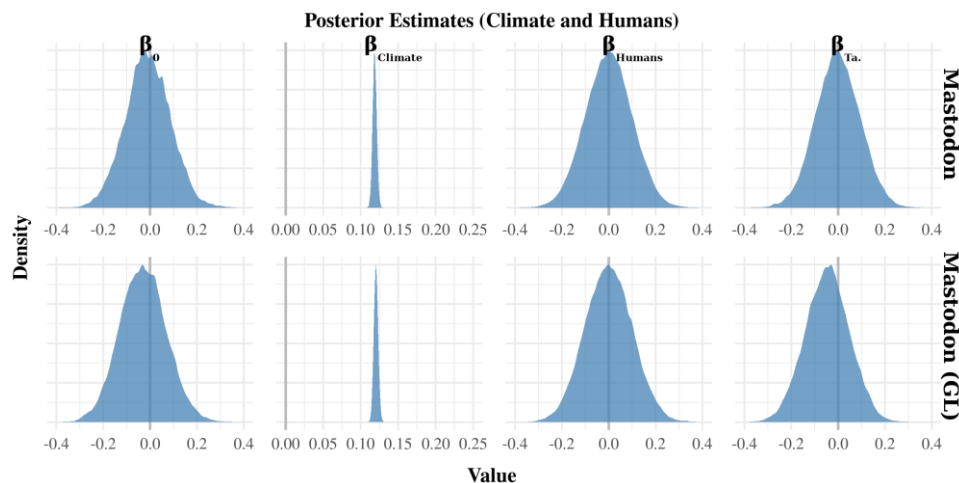 Posterior Estimates (Climate and Humans)
β0
βClimate
βHumans
βTa.
Mastodon
-0.4 -0.2 0.0 0.2 0.4
0.00 0.05 0.10 0.15 0.20 0.25
-0.4 -0.2 0.0 0.2 0.4
-0.4 -0.2 0.0 0.2 0.4
Density
Mastodon (GL)
-0.4 -0.2 0.0 0.2 0.4
0.00 0.05 0.10 0.15 0.20 0.25
-0.4 -0.2 0.0 0.2 0.4
-0.4 -0.2 0.0 0.2 0.4
Value